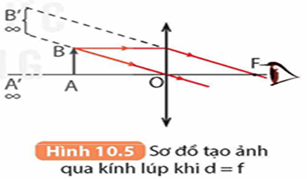 B'
∞
B
F
A'
A
O
∞
Hình 10.5 Sơ đồ tạo ảnh
qua kính lúp khi d = f